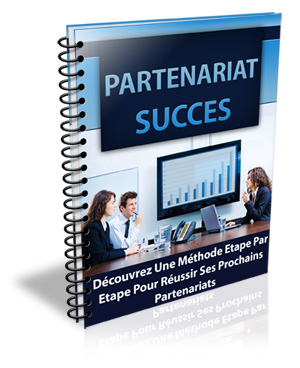 PARTENARIAT
SUCCES
Découvrez Une Méthode Etape Par
Etape Pour Réussir Ses Prochains
Partenariats